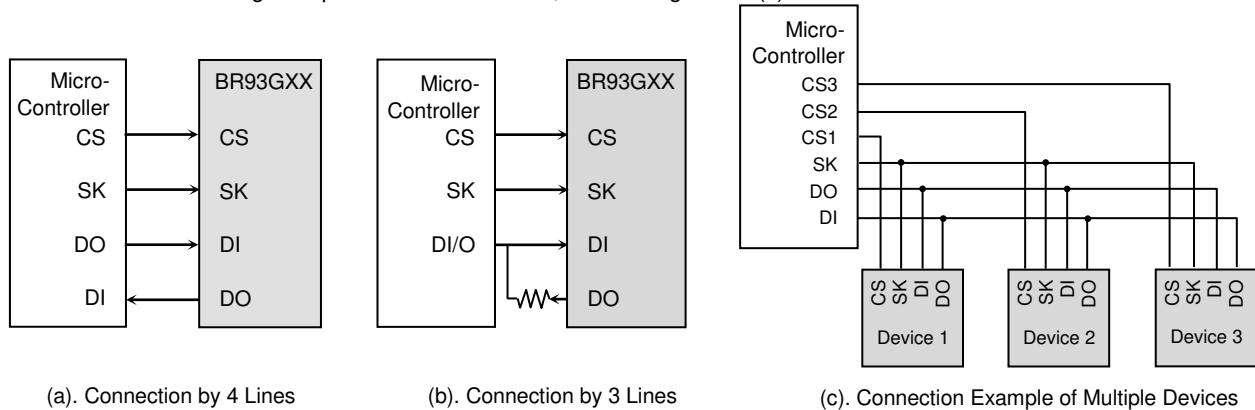 Micro-
Controller
CS
SK
DO
DI
BR93GXX
CS
SK
DI
DO
(a). Connection by 4 Lines
Micro-
Controller
CS
SK
DI/O
BR93GXX
CS
SK
DI
DO
(b). Connection by 3 Lines
Micro-
Controller
CS3
CS2
CS1
SK
DO
DI
CS
SK
DI
DO
Device 1
CS
SK
DI
DO
Device 2
CS
SK
DI
DO
Device 3
(c). Connection Example of Multiple Devices